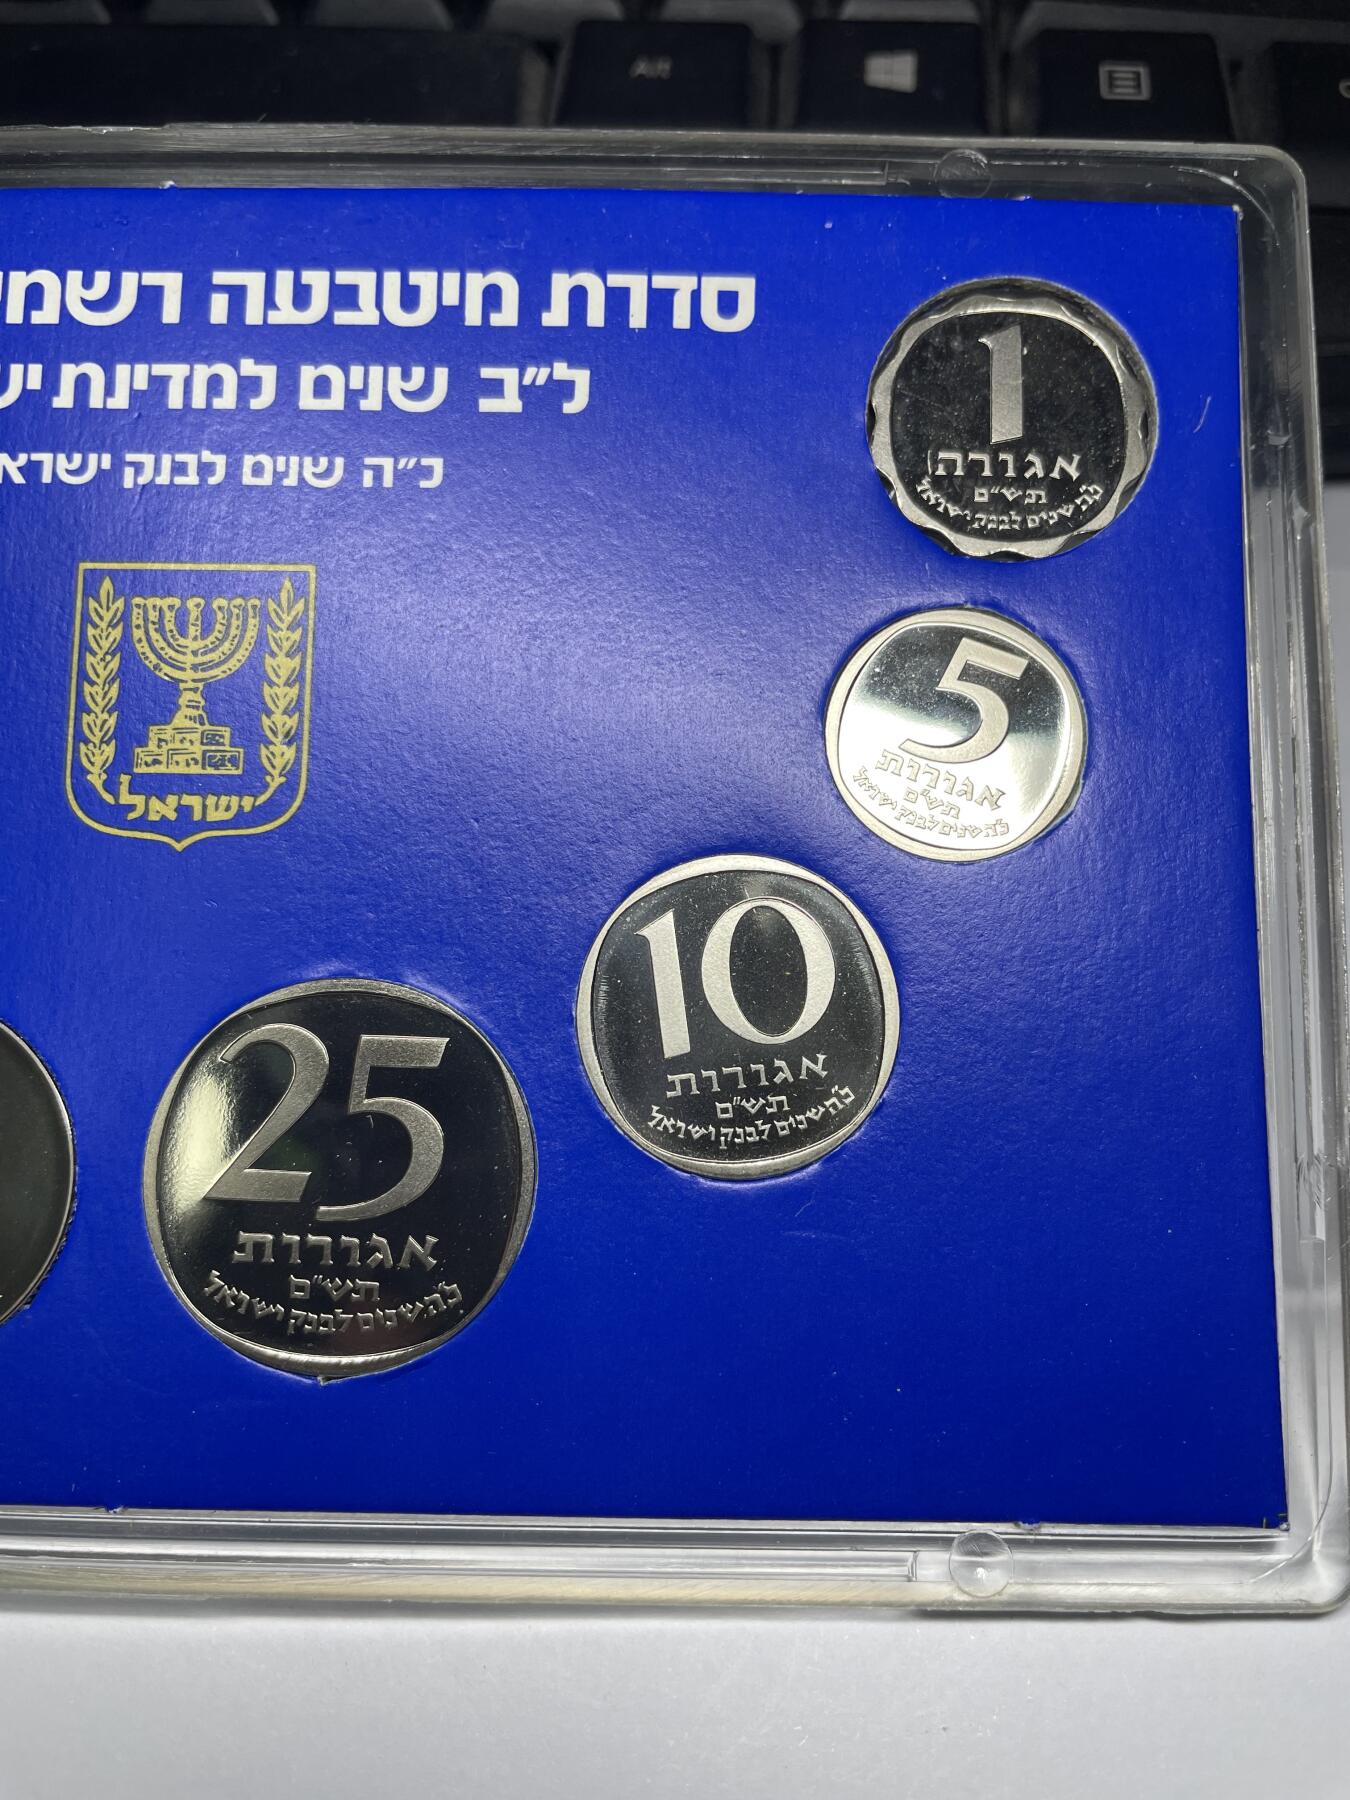 Alt
סדרת מיטבעה רשמי
ל״ב שנים למדינת יש
כ״ה שנים לבנק ישרא
ישראל
1
אגורה
תש״ם
כ״ה שנים לבנק ישראל
5
אגורות
תש״ם
כ״ה שנים לבנק ישראל
10
אגורות
תש״ם
כ״ה שנים לבנק ישראל
25
אגורות
תש״ם
כ״ה שנים לבנק ישראל